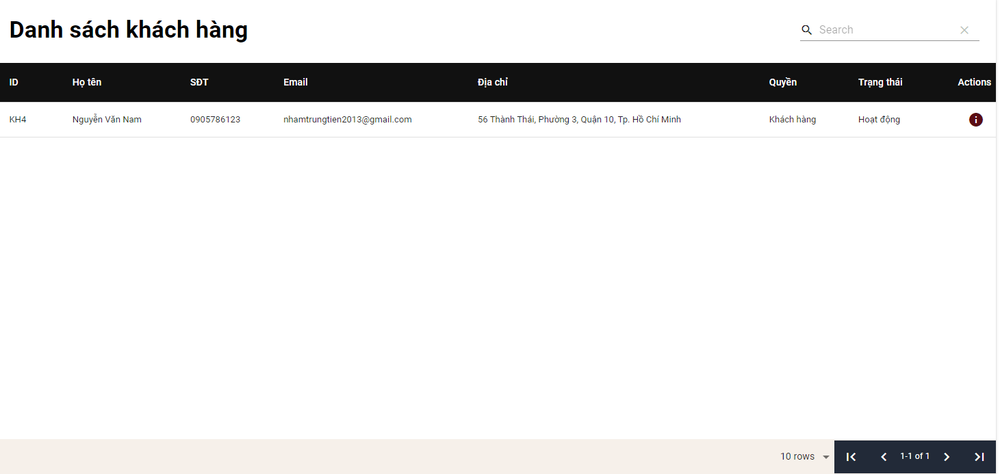 Danh sách khách hàng
Search
ID Họ tên SĐT Email Địa chỉ Quyền Trạng thái Actions
KH4 Nguyễn Văn Nam 0905786123 nhamtrungtien2013@gmail.com 56 Thành Thái, Phường 3, Quận 10, Tp. Hồ Chí Minh Khách hàng Hoạt động
10 rows 1-1 of 1